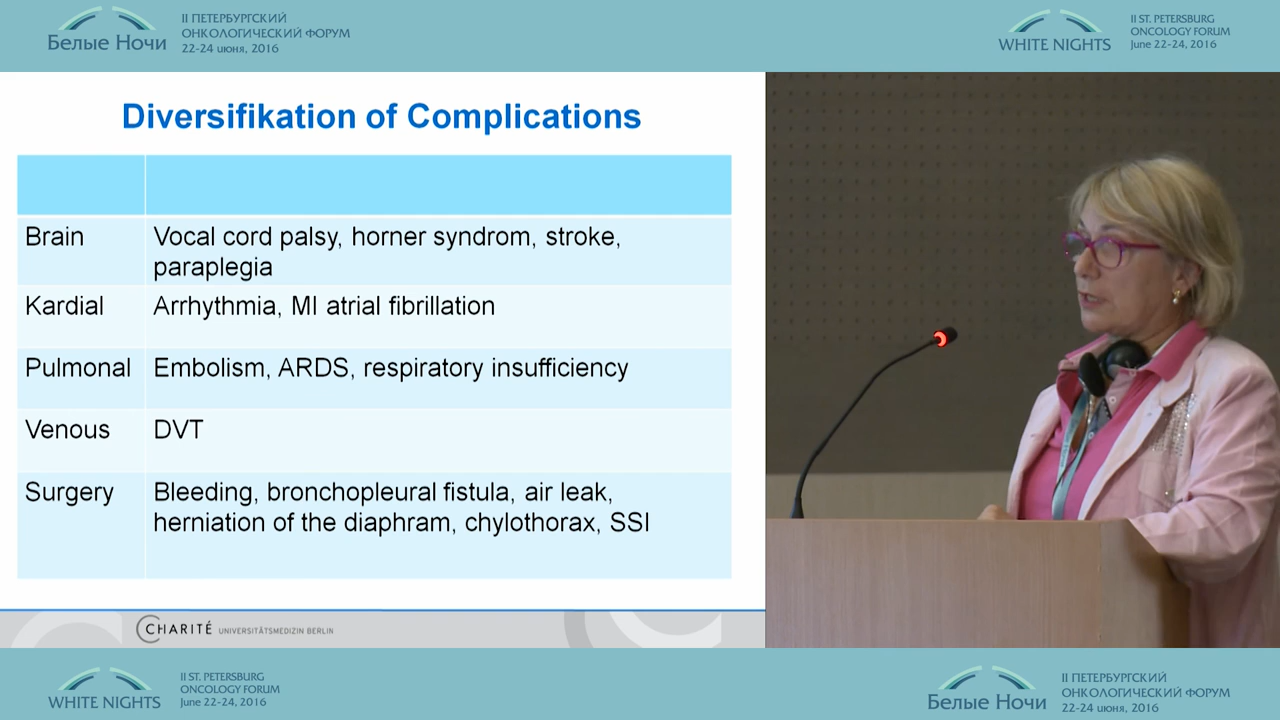 Белые Ночи
II ПЕТЕРБУРГСКИЙ
ОНКОЛОГИЧЕСКИЙ ФОРУМ
22-24 июня, 2016
WHITE NIGHTS
II ST. PETERSBURG
ONCOLOGY FORUM
June 22-24, 2016
Diversifikation of Complications
Brain
Vocal cord palsy, horner syndrom, stroke,
paraplegia
Kardial
Arrhythmia, MI atrial fibrillation
Pulmonal
Embolism, ARDS, respiratory insufficiency
Venous
DVT
Surgery
Bleeding, bronchopleural fistula, air leak,
herniation of the diaphram, chylothorax, SSI
CHARITÉ UNIVERSITÄTSMEDIZIN BERLIN
WHITE NIGHTS
II ST. PETERSBURG
ONCOLOGY FORUM
June 22-24, 2016
Белые Ночи
II ПЕТЕРБУРГСКИЙ
ОНКОЛОГИЧЕСКИЙ ФОРУМ
22-24 июня, 2016